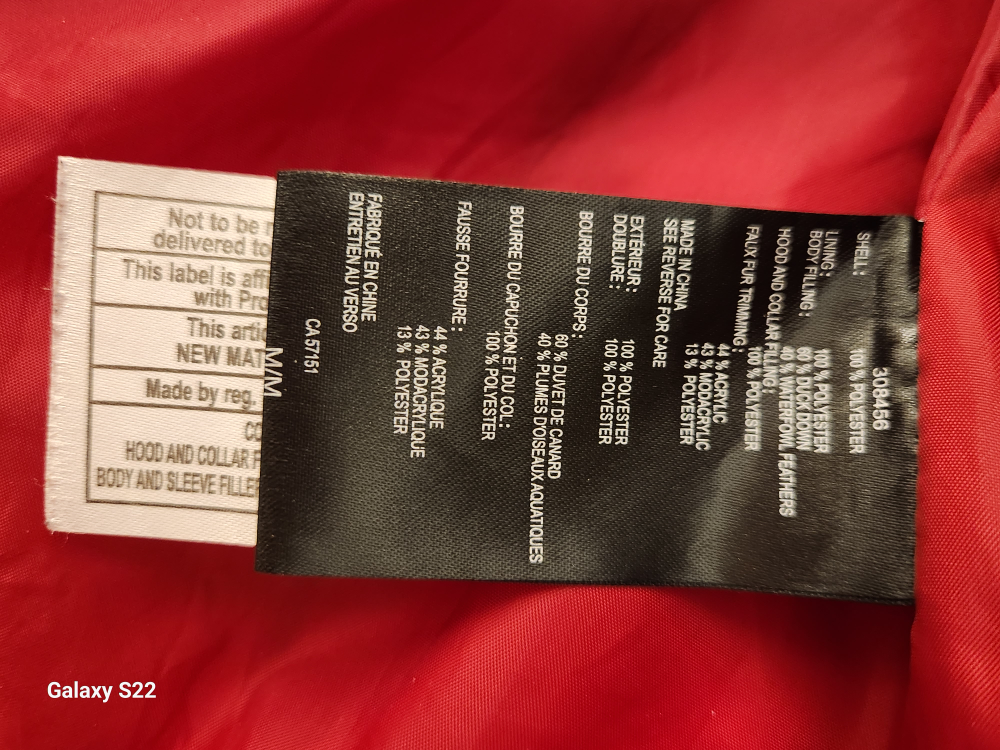 308456
SHELL: 100 % POLYESTER
LINING: 100 % POLYESTER
BODY FILLING: 60 % DUCK DOWN
40 % WATERFOWL FEATHERS
HOOD AND COLLAR FILLING:
100 % POLYESTER
FAUX FUR TRIMMING:
44 % ACRYLIC
43 % MODACRYLIC
13 % POLYESTER
MADE IN CHINA
SEE REVERSE FOR CARE
EXTÉRIEUR: 100 % POLYESTER
DOUBLURE: 100 % POLYESTER
BOURRE DU CORPS:
60 % DUVET DE CANARD
40 % PLUMES D'OISEAUX AQUATIQUES
BOURRE DU CAPUCHON ET DU COL:
100 % POLYESTER
FAUSSE FOURRURE:
44 % ACRYLIQUE
43 % MODACRYLIQUE
13 % POLYESTER
FABRIQUÉ EN CHINE
ENTRETIEN AU VERSO
CA 57151
M/M
Not to be r
delivered to
This label is affi
with Pro
This artic
NEW MAT
Made by reg.
CO
HOOD AND COLLAR F
BODY AND SLEEVE FILLE
Galaxy S22